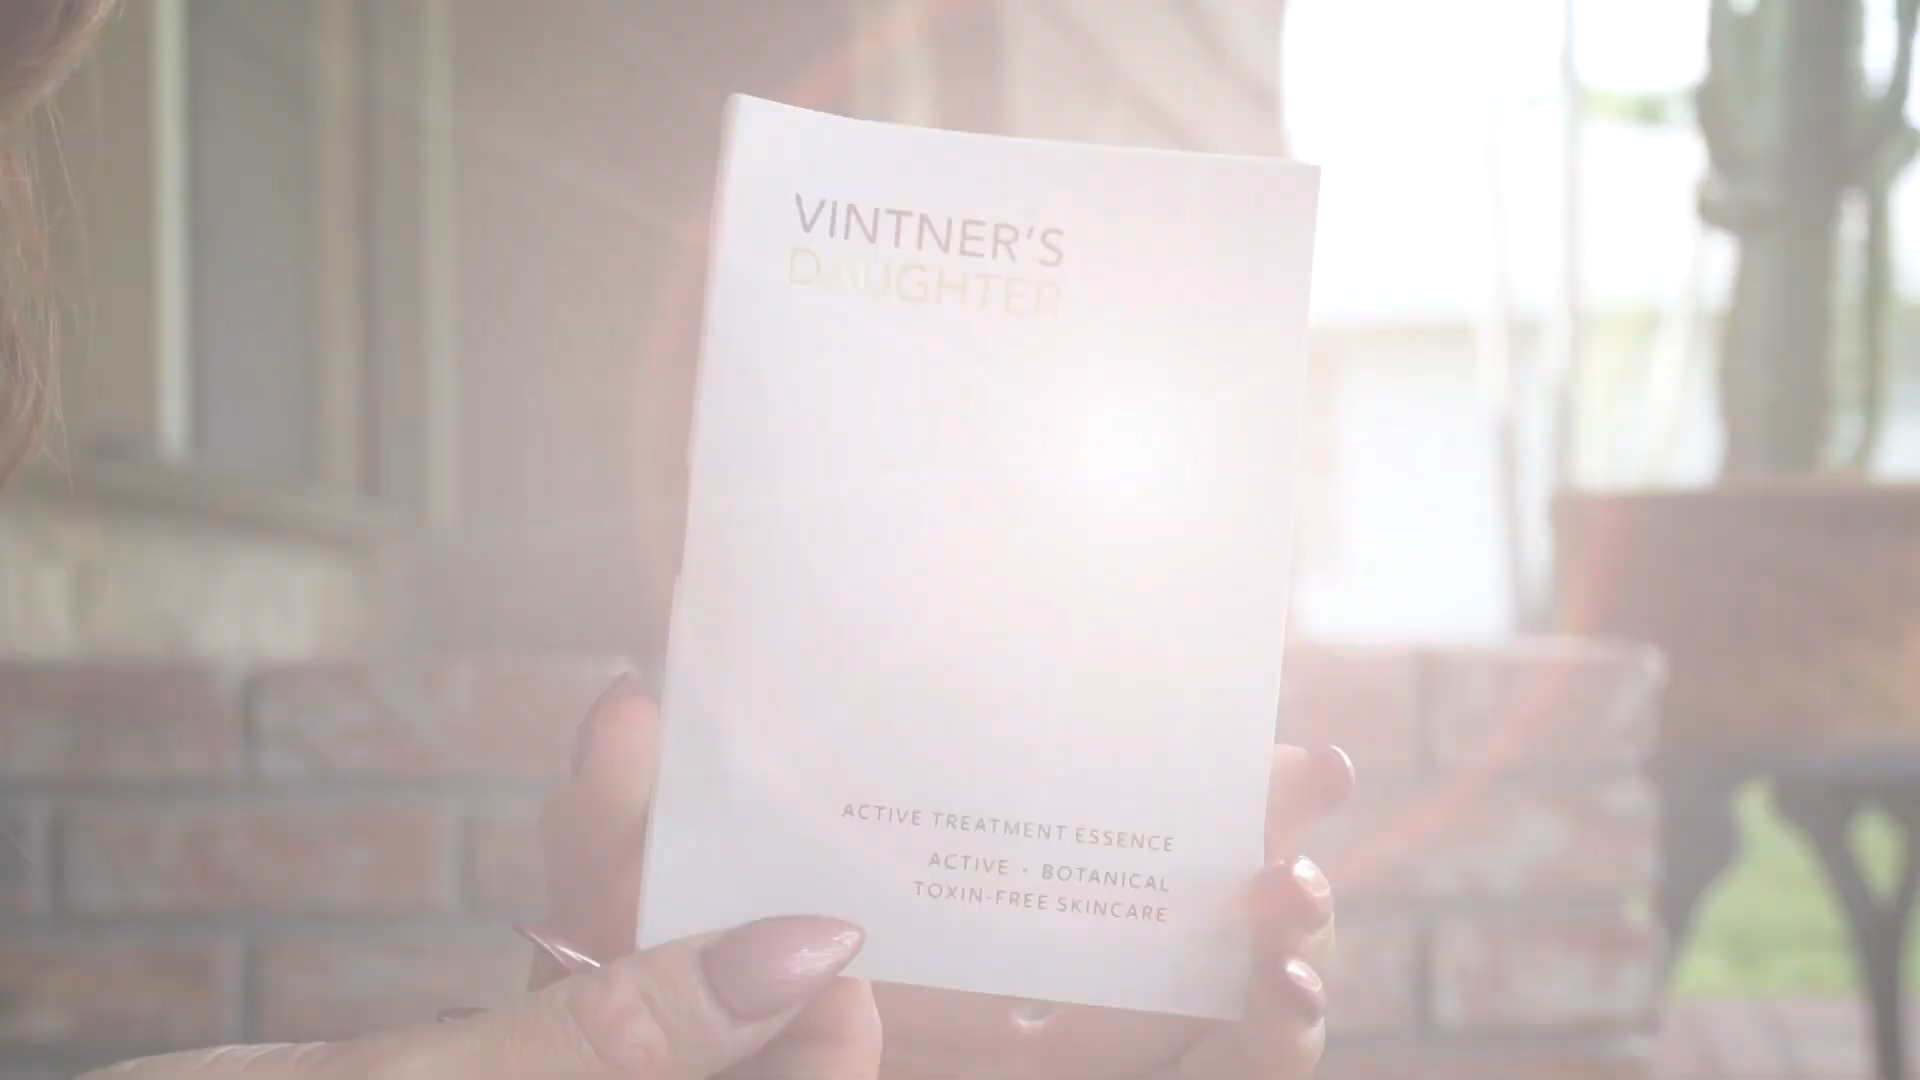 VINTNER'S
DAUGHTER
ACTIVE TREATMENT ESSENCE
ACTIVE · BOTANICAL
TOXIN-FREE SKINCARE